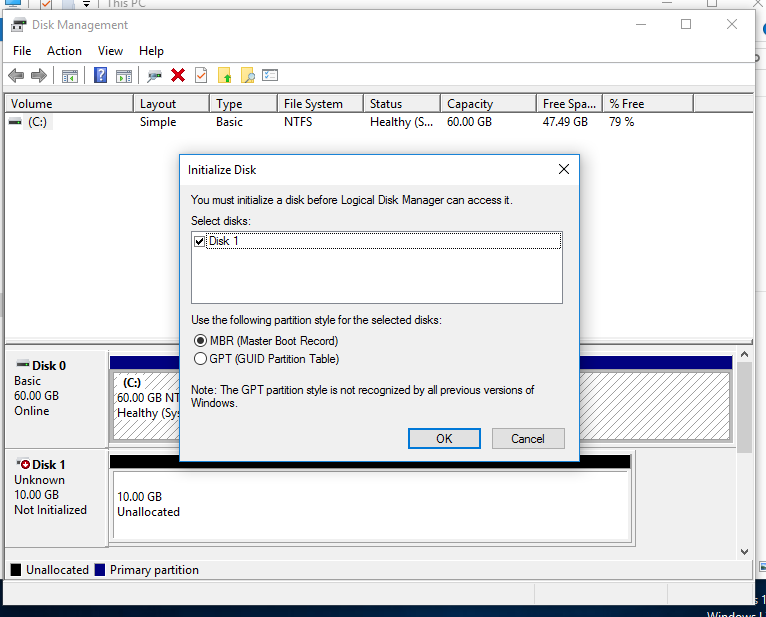 This PC
Disk Management
File Action View Help
Volume Layout Type File System Status Capacity Free Spa... % Free
(C:) Simple Basic NTFS Healthy (S... 60.00 GB 47.49 GB 79 %
Initialize Disk
You must initialize a disk before Logical Disk Manager can access it.
Select disks:
Disk 1
Use the following partition style for the selected disks:
MBR (Master Boot Record)
GPT (GUID Partition Table)
Note: The GPT partition style is not recognized by all previous versions of
Windows.
OK Cancel
Disk 0
Basic
60.00 GB
Online
(C:)
60.00 GB NT
Healthy (Sys
Disk 1
Unknown
10.00 GB
Not Initialized
10.00 GB
Unallocated
Unallocated Primary partition